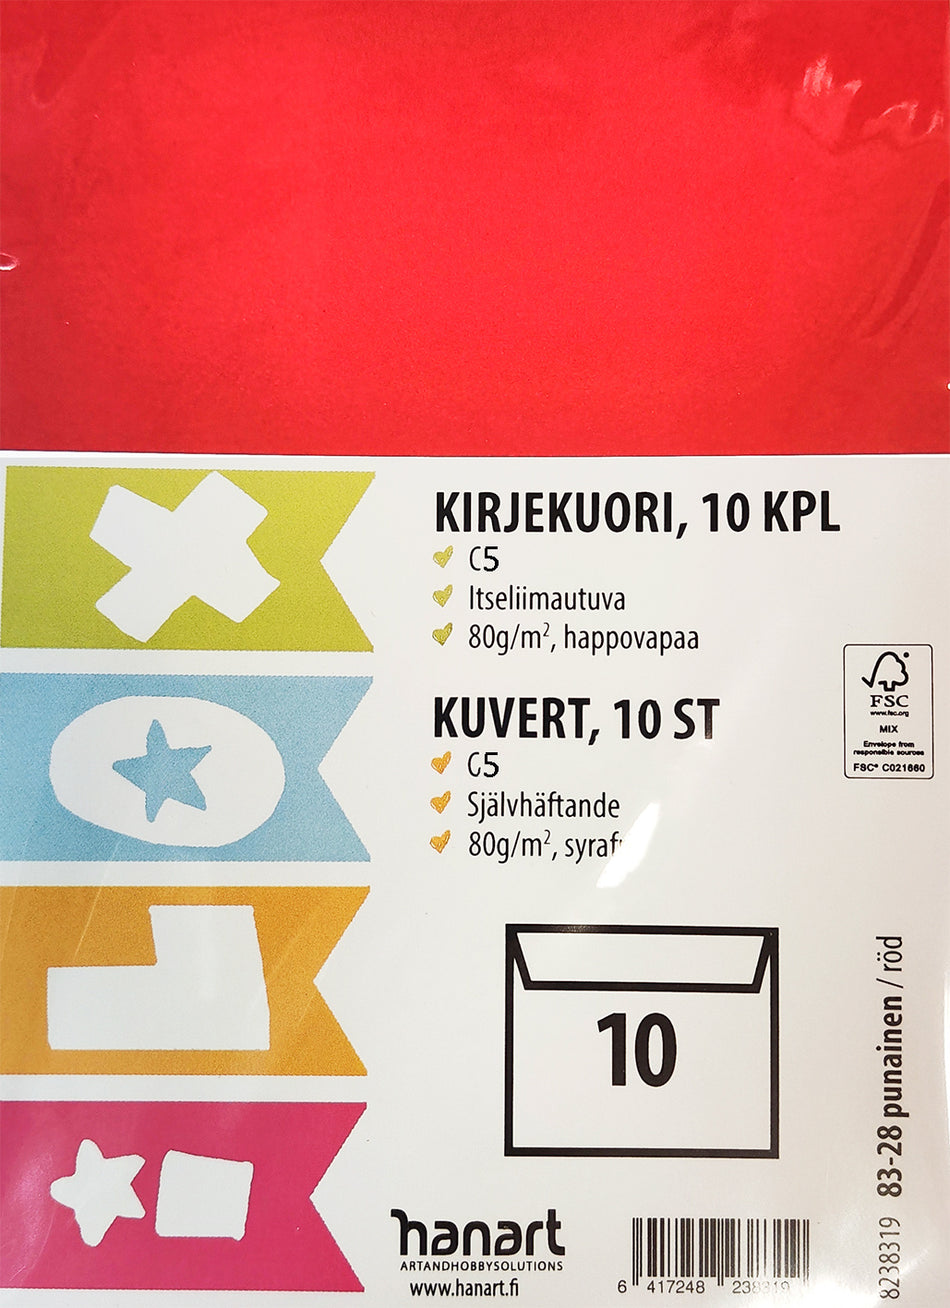 KIRJEKUORI, 10 KPL
C5
Itseliimautuva
80g/m², happovapaa
KUVERT, 10 ST
C5
Självhäftande
80g/m²,
FSC
www.fsc.org
MIX
Envelope from
responsible sources
FSC® C021660
10
83-28 punainen / röd
8238319
hanart
ARTANDHOBBYSOLUTIONS
www.hanart.fi
6 417248 238319